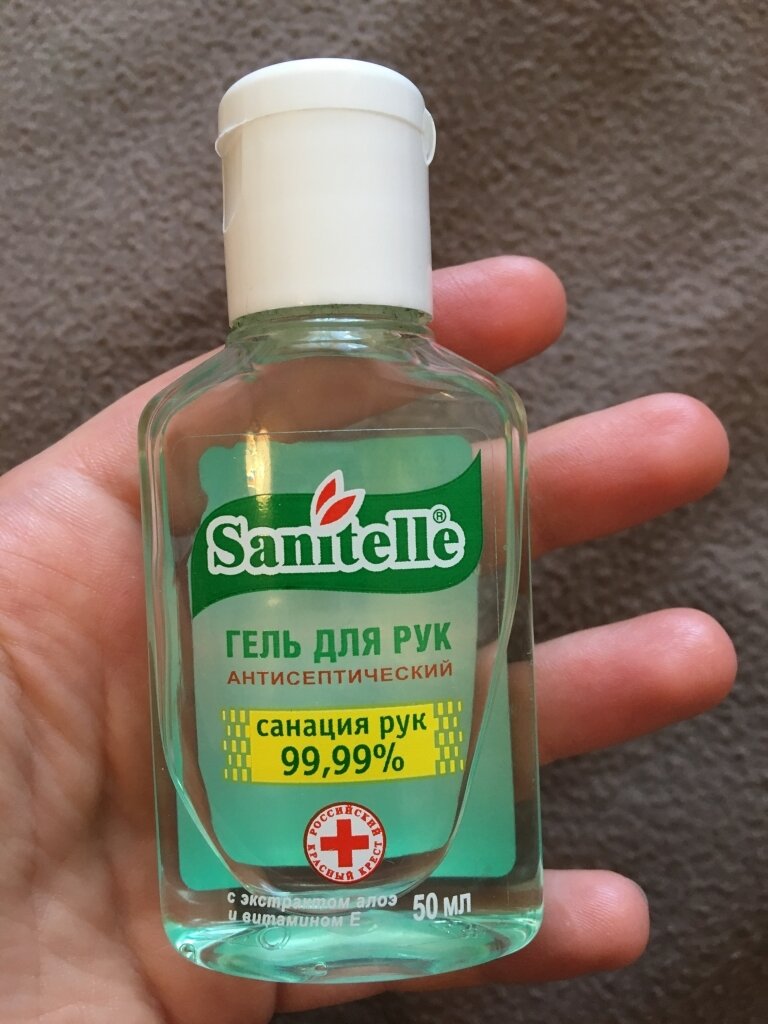 Sanitelle®
ГЕЛЬ ДЛЯ РУК
АНТИСЕПТИЧЕСКИЙ
санация рук
99,99%
РОССИЙСКИЙ
КРАСНЫЙ КРЕСТ
с экстрактом алоэ
и витамином Е
50 МЛ